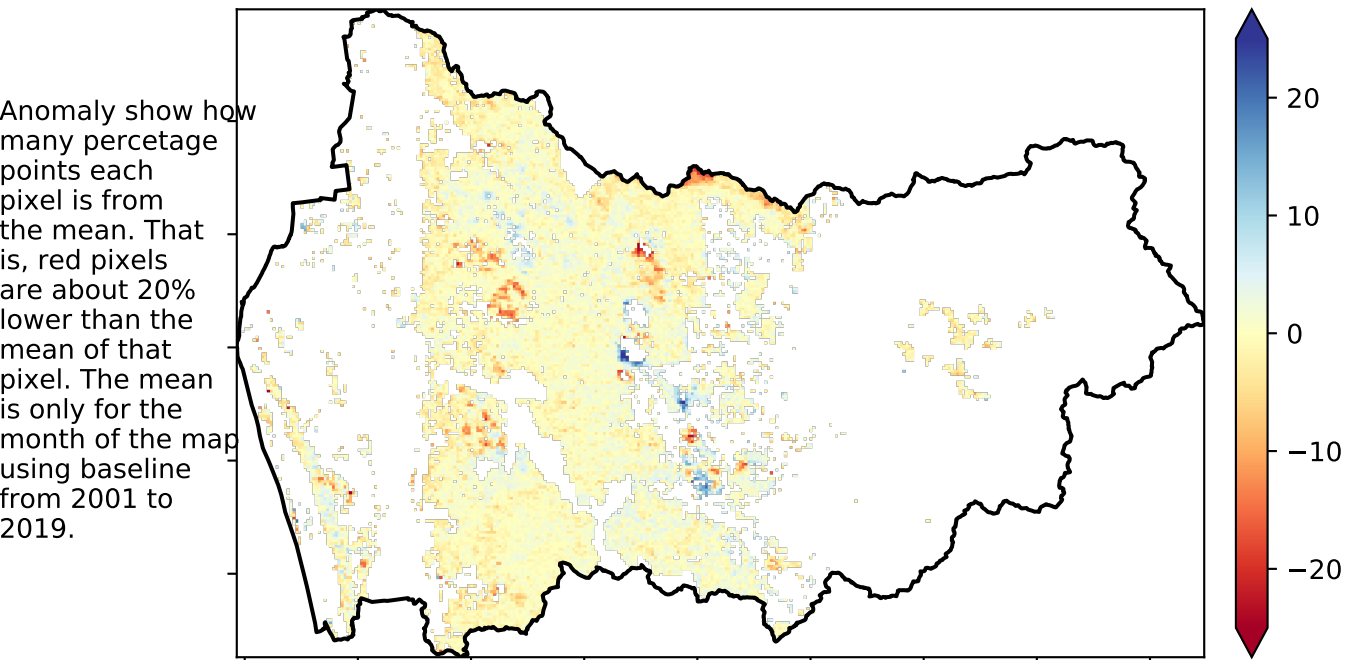 Anomaly show how
many percetage
points each
pixel is from
the mean. That
is, red pixels
are about 20%
lower than the
mean of that
pixel. The mean
is only for the
month of the map
using baseline
from 2001 to
2019.
20
10
0
−10
−20